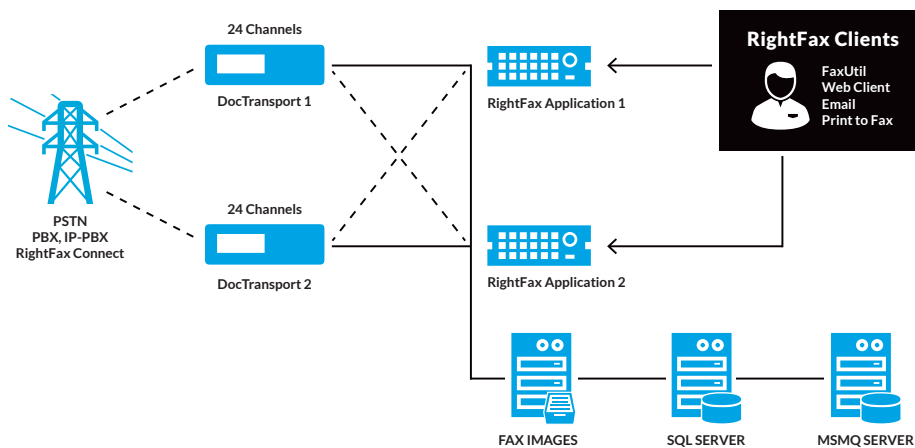 24 Channels
DocTransport 1
RightFax Application 1
RightFax Clients
FaxUtil
Web Client
Email
Print to Fax
PSTN
PBX, IP-PBX
RightFax Connect
24 Channels
DocTransport 2
RightFax Application 2
FAX IMAGES
SQL SERVER
MSMQ SERVER